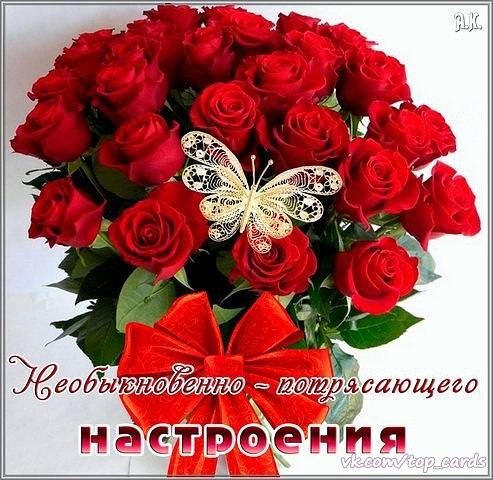 А.К.
Необыкновенно - потрясающего
настроения
vk.com/top_cards